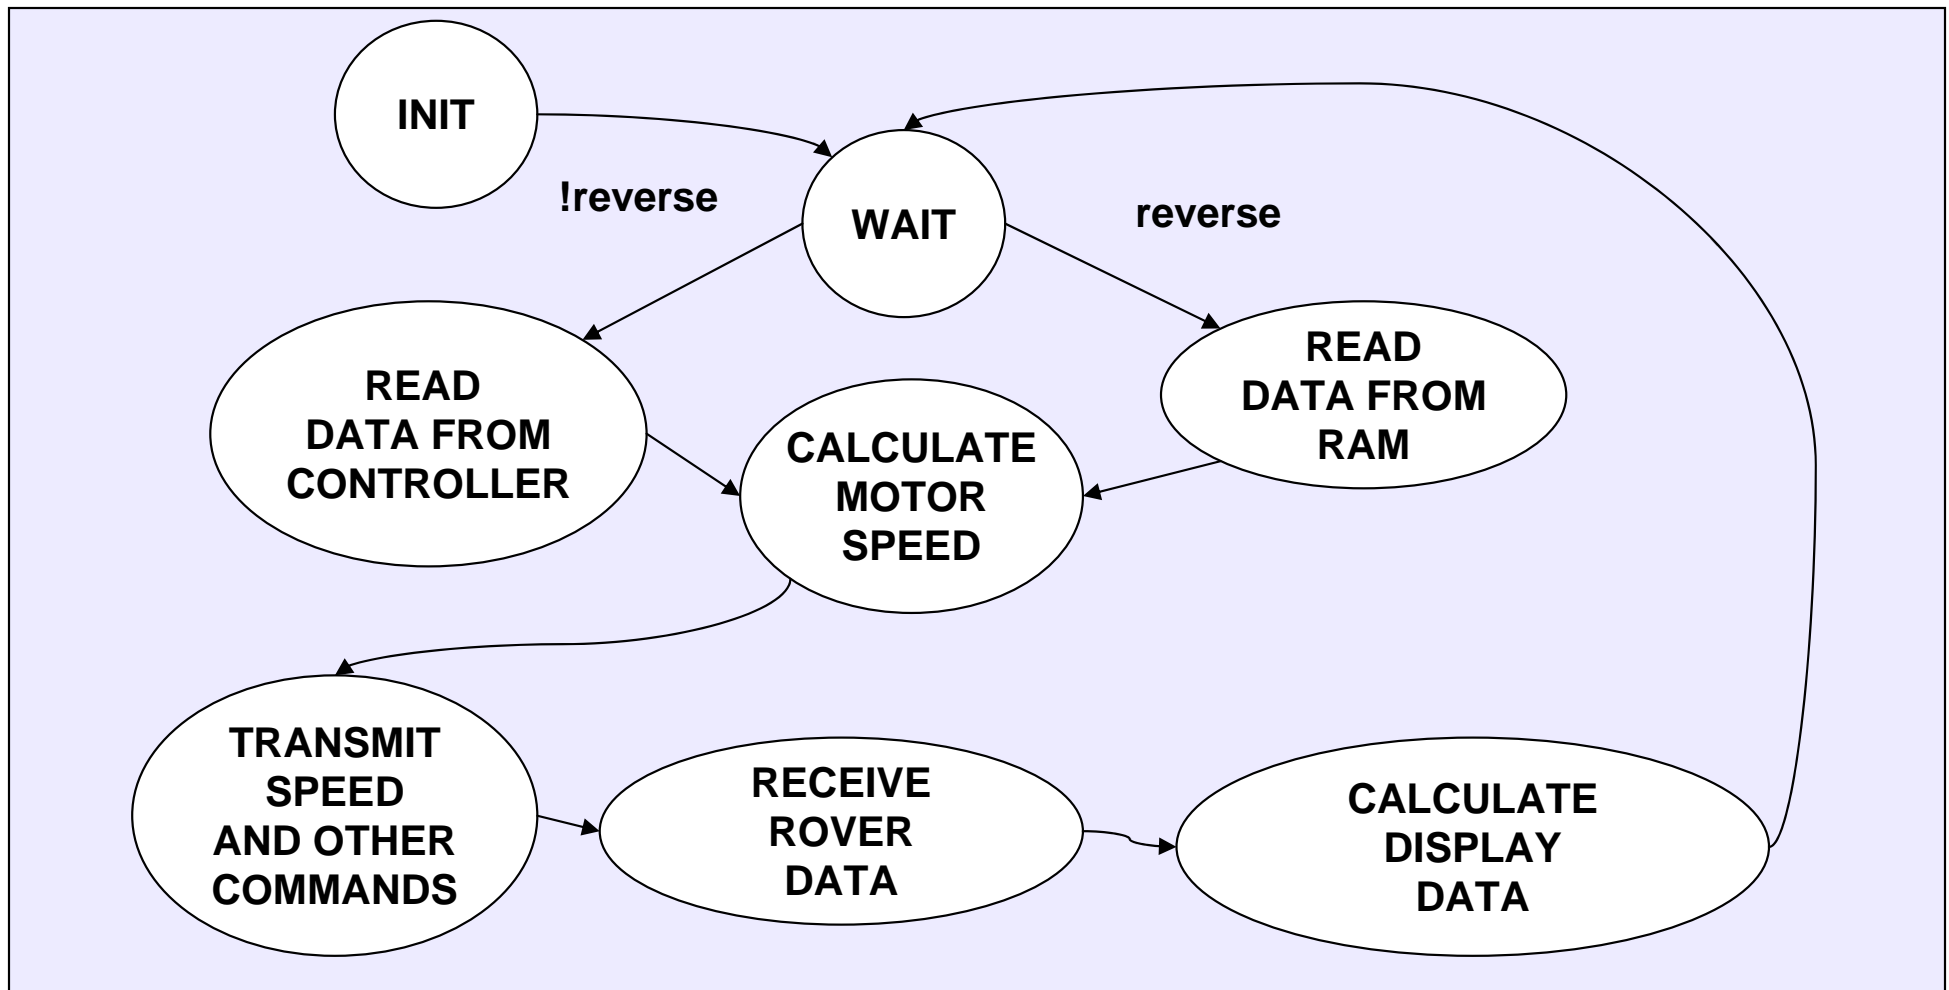 INIT
!reverse
WAIT
reverse
READ
DATA FROM
CONTROLLER
CALCULATE
MOTOR
SPEED
READ
DATA FROM
RAM
TRANSMIT
SPEED
AND OTHER
COMMANDS
RECEIVE
ROVER
DATA
CALCULATE
DISPLAY
DATA